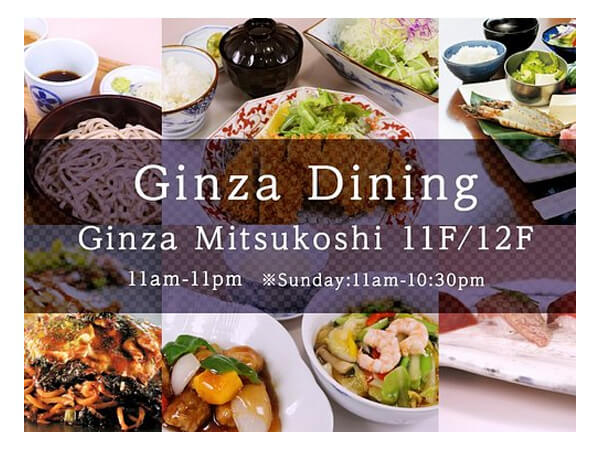 Ginza Dining
Ginza Mitsukoshi 11F/12F
11am-11pm ※Sunday:11am-10:30pm